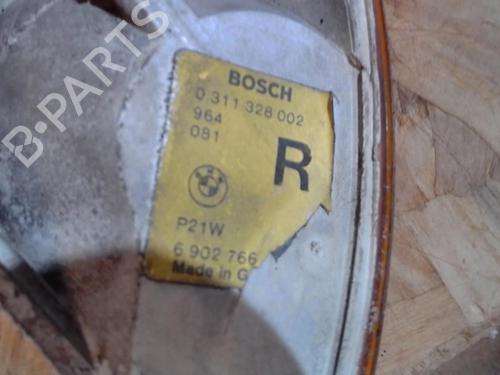 BOSCH
0 311 328 002
964
081
R
P21W
6 902 766
Made in G
B-PARTS